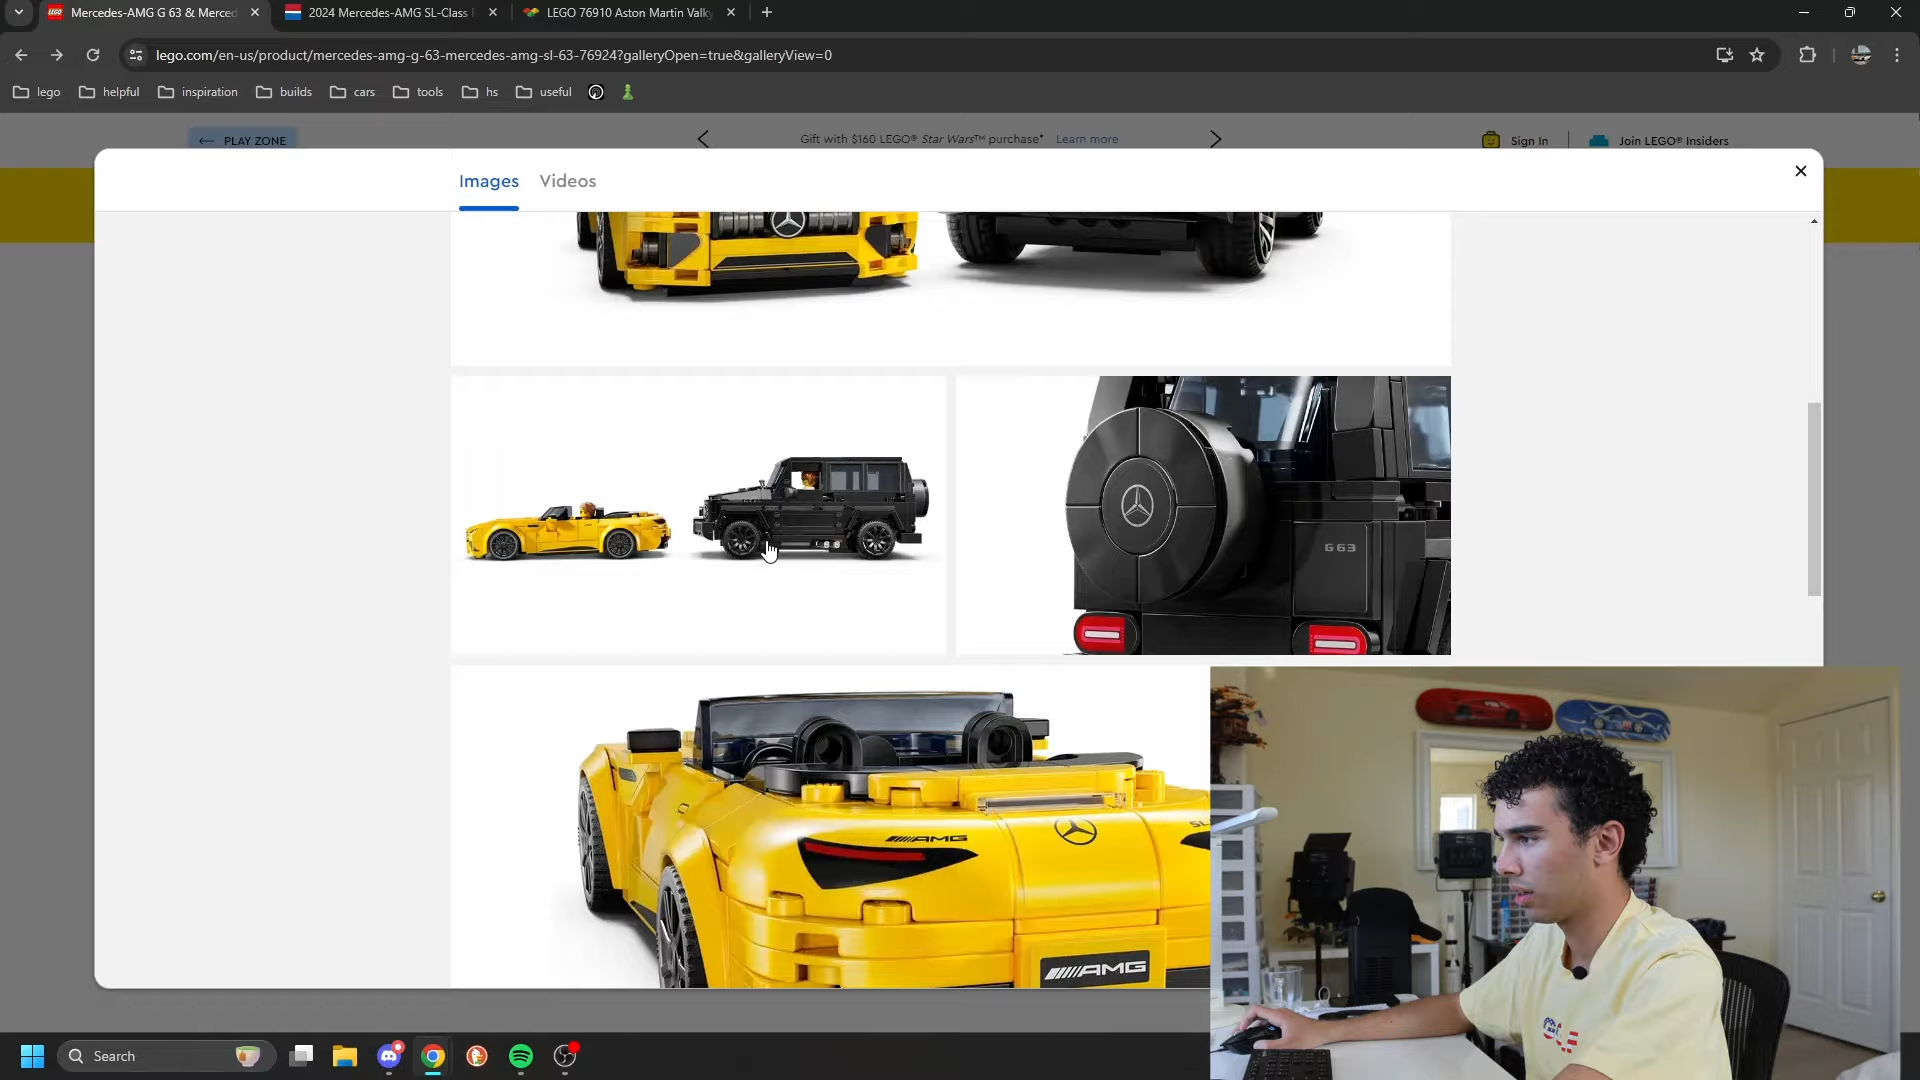 Mercedes-AMG G 63 & Merced
2024 Mercedes-AMG SL-Class
LEGO 76910 Aston Martin Valky
lego.com/en-us/product/mercedes-amg-g-63-mercedes-amg-sl-63-76924?galleryOpen=true&galleryView=0
lego
helpful
inspiration
builds
cars
tools
hs
useful
PLAY ZONE
Gift with $160 LEGO® Star Wars™ purchase* Learn more
Sign In
Join LEGO® Insiders
Images
Videos
G 63
AMG
SL
AMG
Search